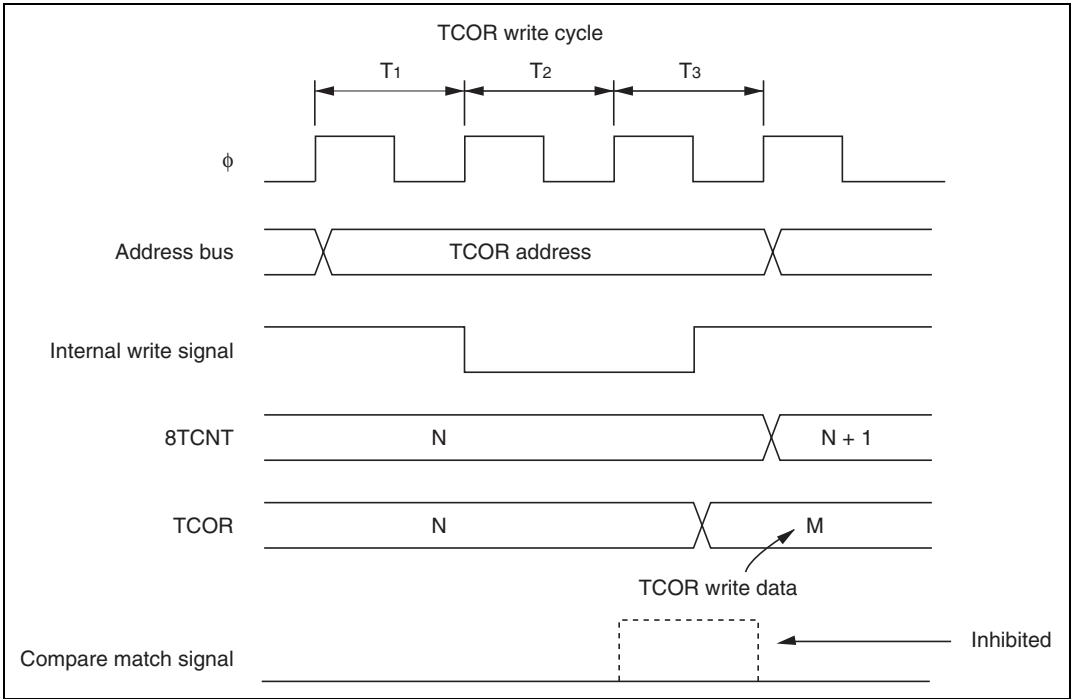 TCOR write cycle
T1 T2 T3
φ
Address bus TCOR address
Internal write signal
8TCNT N N + 1
TCOR N M
TCOR write data
Inhibited
Compare match signal